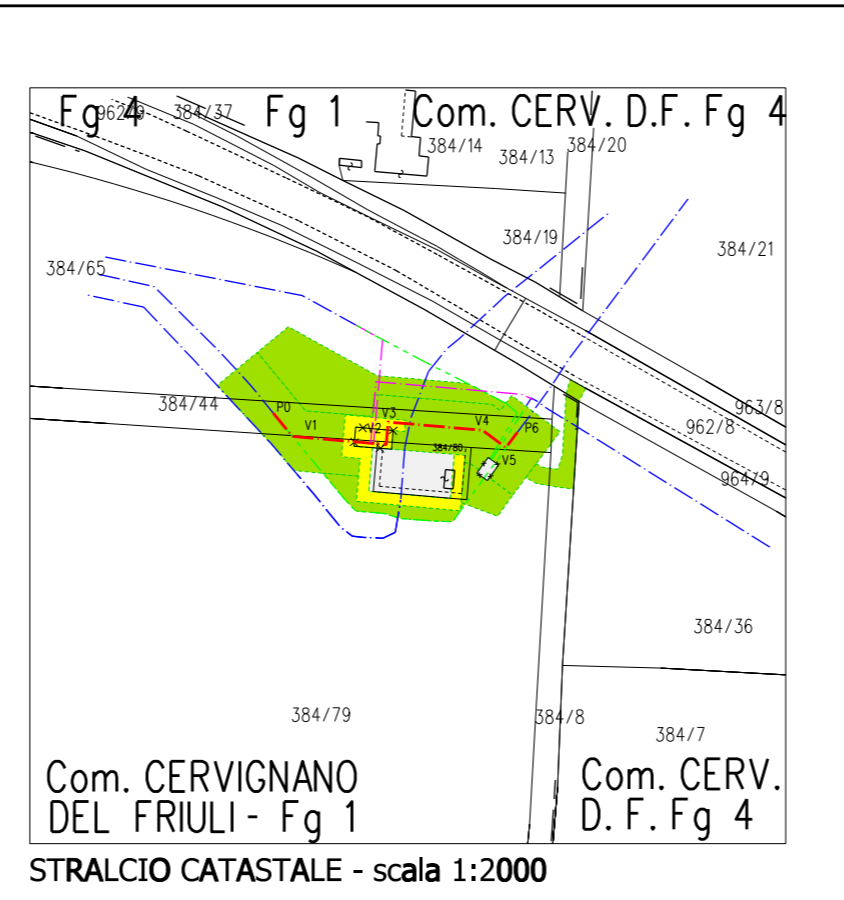 Fg 4 Fg 1 Com. CERV. D.F. Fg 4
384/37
384/14
384/13
384/20
384/19
384/21
384/65
384/44
P0
V1
V2
V3
V4
V5
P6
384/80
963/8
962/8
964/9
384/36
384/79
384/8
384/7
Com. CERVIGNANO
DEL FRIULI - Fg 1
Com. CERV.
D. F. Fg 4
STRALCIO CATASTALE - scala 1:2000